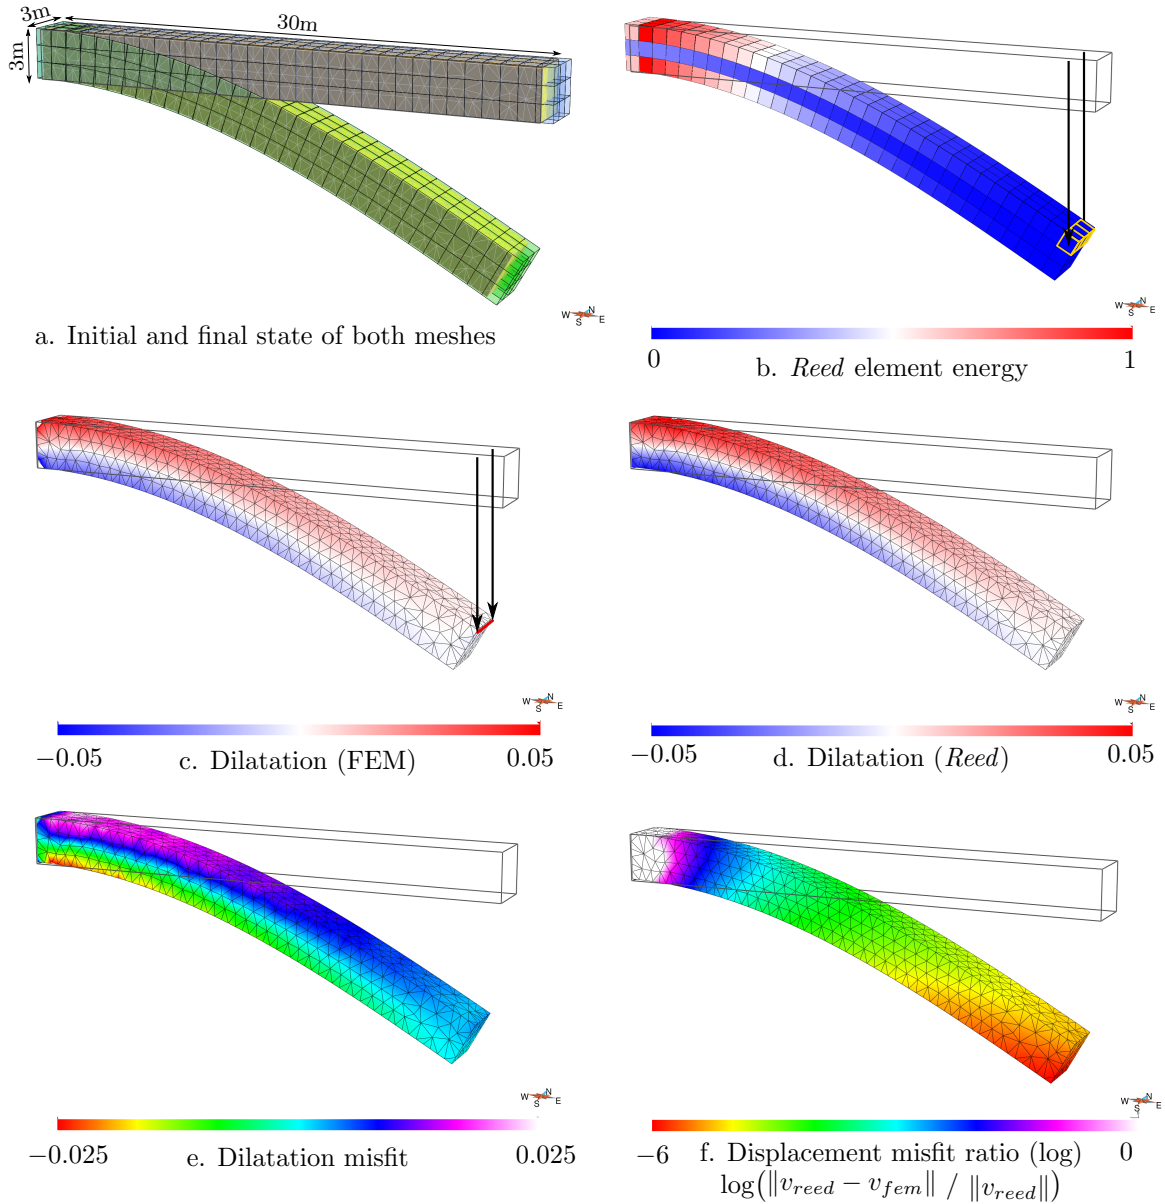 3m
30m
3m
W N
S E
a. Initial and final state of both meshes
W N
S E
0
1
b. Reed element energy
W N
S E
−0.05
c. Dilatation (FEM)
0.05
W N
S E
−0.05
d. Dilatation (Reed)
0.05
W N
S E
−0.025
e. Dilatation misfit
0.025
W N
S E
−6
f. Displacement misfit ratio (log)
0
log(‖v_reed − v_fem‖ / ‖v_reed‖)